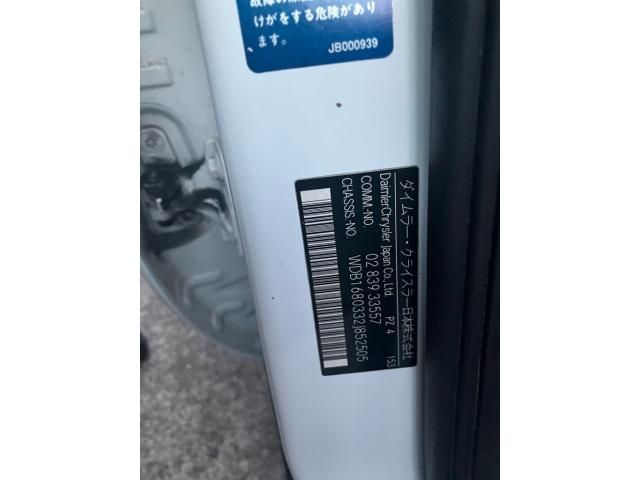 けがをする危険があり
ます。
JB000939
ダイムラー・クライスラー日本株式会社
DaimlerChrysler Japan Co., Ltd. PZ 4 153
COMM.-NO. 02 839 33557
CHASSIS.-NO. WDB1680332J852505